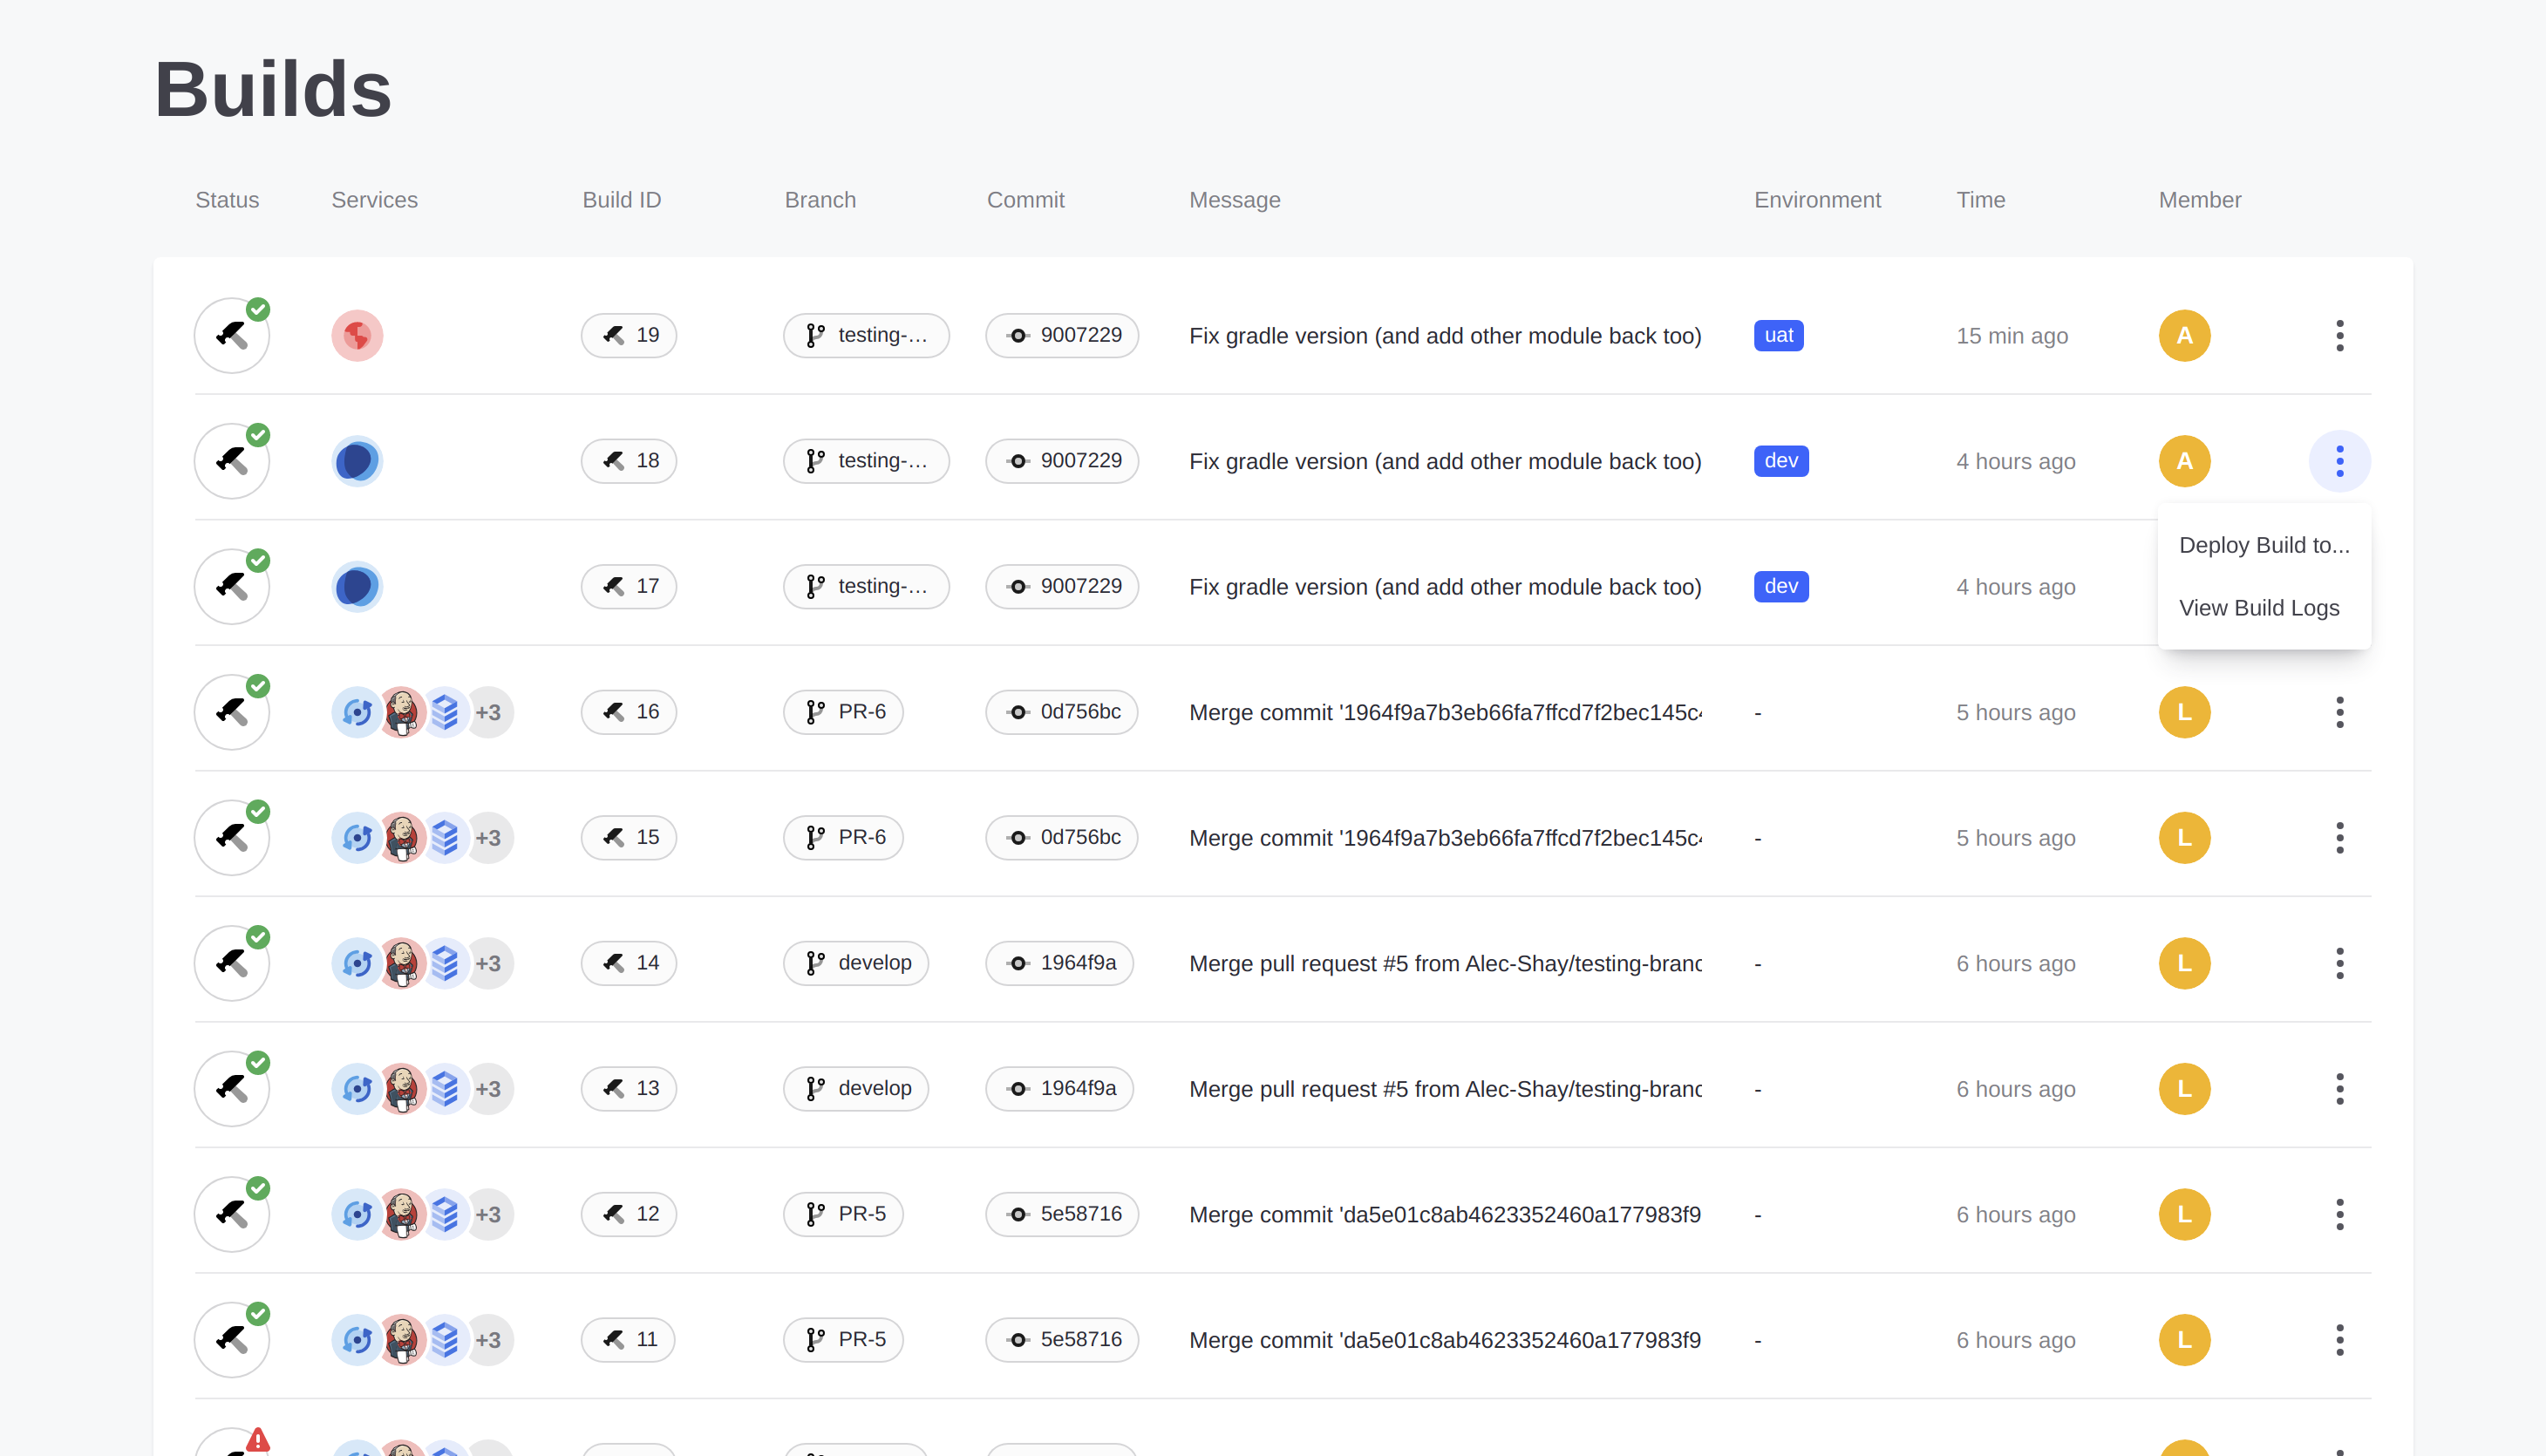 Builds
Status Services Build ID Branch Commit Message Environment Time Member
19 testing-… 9007229 Fix gradle version (and add other module back too) uat 15 min ago A
18 testing-… 9007229 Fix gradle version (and add other module back too) dev 4 hours ago A
Deploy Build to...
17 testing-… 9007229 Fix gradle version (and add other module back too) dev 4 hours ago
View Build Logs
+3 16 PR-6 0d756bc Merge commit '1964f9a7b3eb66fa7ffcd7f2bec145c4 - 5 hours ago L
+3 15 PR-6 0d756bc Merge commit '1964f9a7b3eb66fa7ffcd7f2bec145c4 - 5 hours ago L
+3 14 develop 1964f9a Merge pull request #5 from Alec-Shay/testing-branc - 6 hours ago L
+3 13 develop 1964f9a Merge pull request #5 from Alec-Shay/testing-branc - 6 hours ago L
+3 12 PR-5 5e58716 Merge commit 'da5e01c8ab4623352460a177983f9 - 6 hours ago L
+3 11 PR-5 5e58716 Merge commit 'da5e01c8ab4623352460a177983f9 - 6 hours ago L